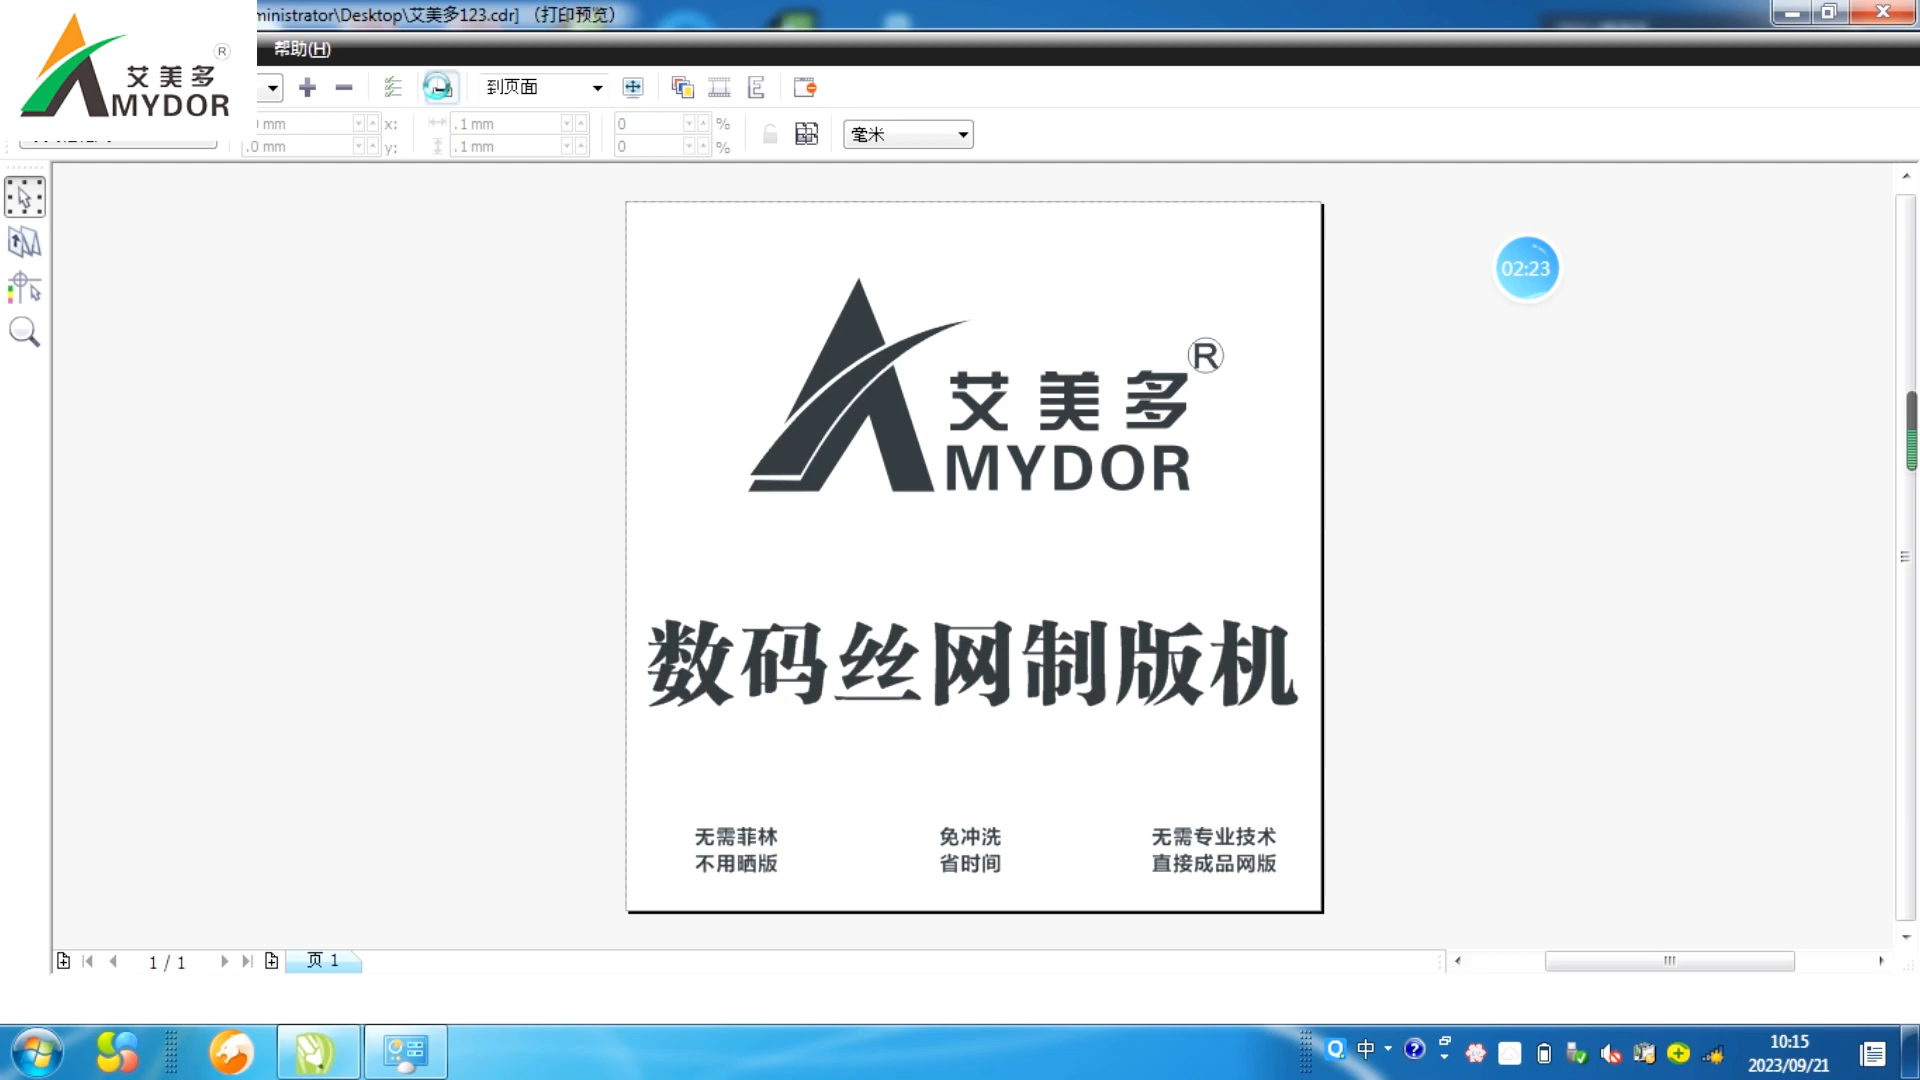 ministrator\Desktop\艾美多123.cdr] （打印预览）
艾美多®
MYDOR
帮助(H)
到页面
mm x: .1 mm 0 %
.0 mm y: .1 mm 0 %
毫米
02:23
艾美多®
MYDOR
数码丝网制版机
无需菲林 免冲洗 无需专业技术
不用晒版 省时间 直接成品网版
1 / 1 页 1
中
10:15
2023/09/21